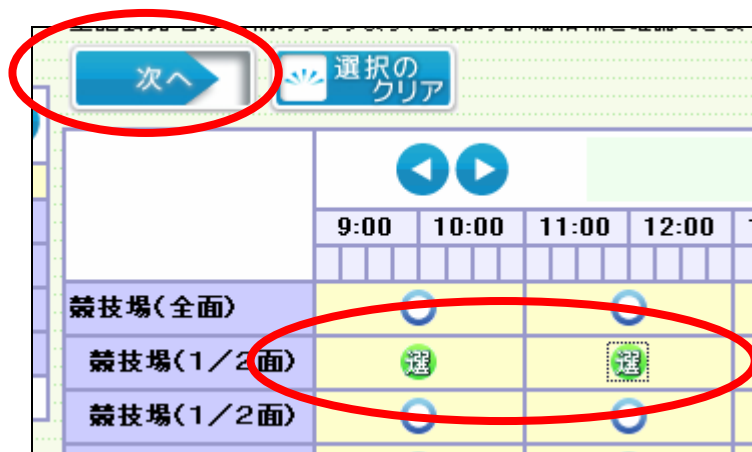 次へ
選択の
クリア
9:00 10:00 11:00 12:00
競技場(全面)
競技場(1/2面)
選 選
競技場(1/2面)